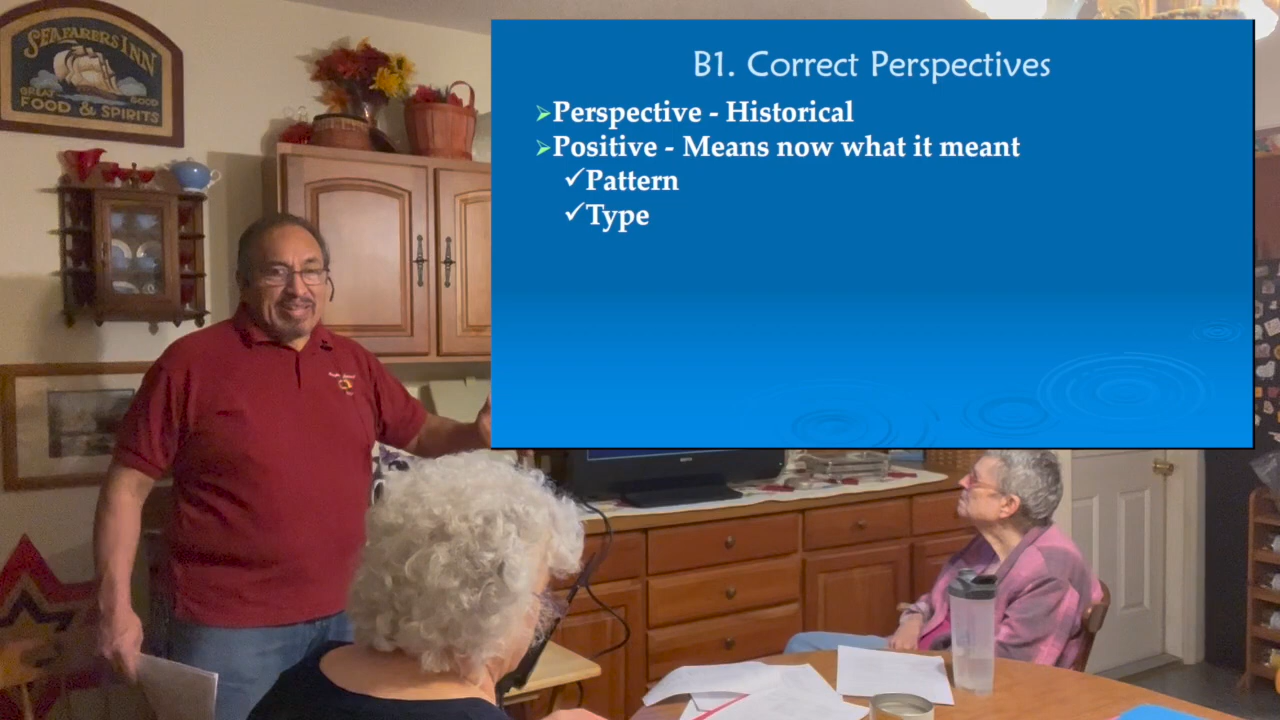 SEAFARERS INN
GREAT GOOD
FOOD & SPIRITS
B1. Correct Perspectives
Perspective - Historical
Positive - Means now what it meant
Pattern
Type